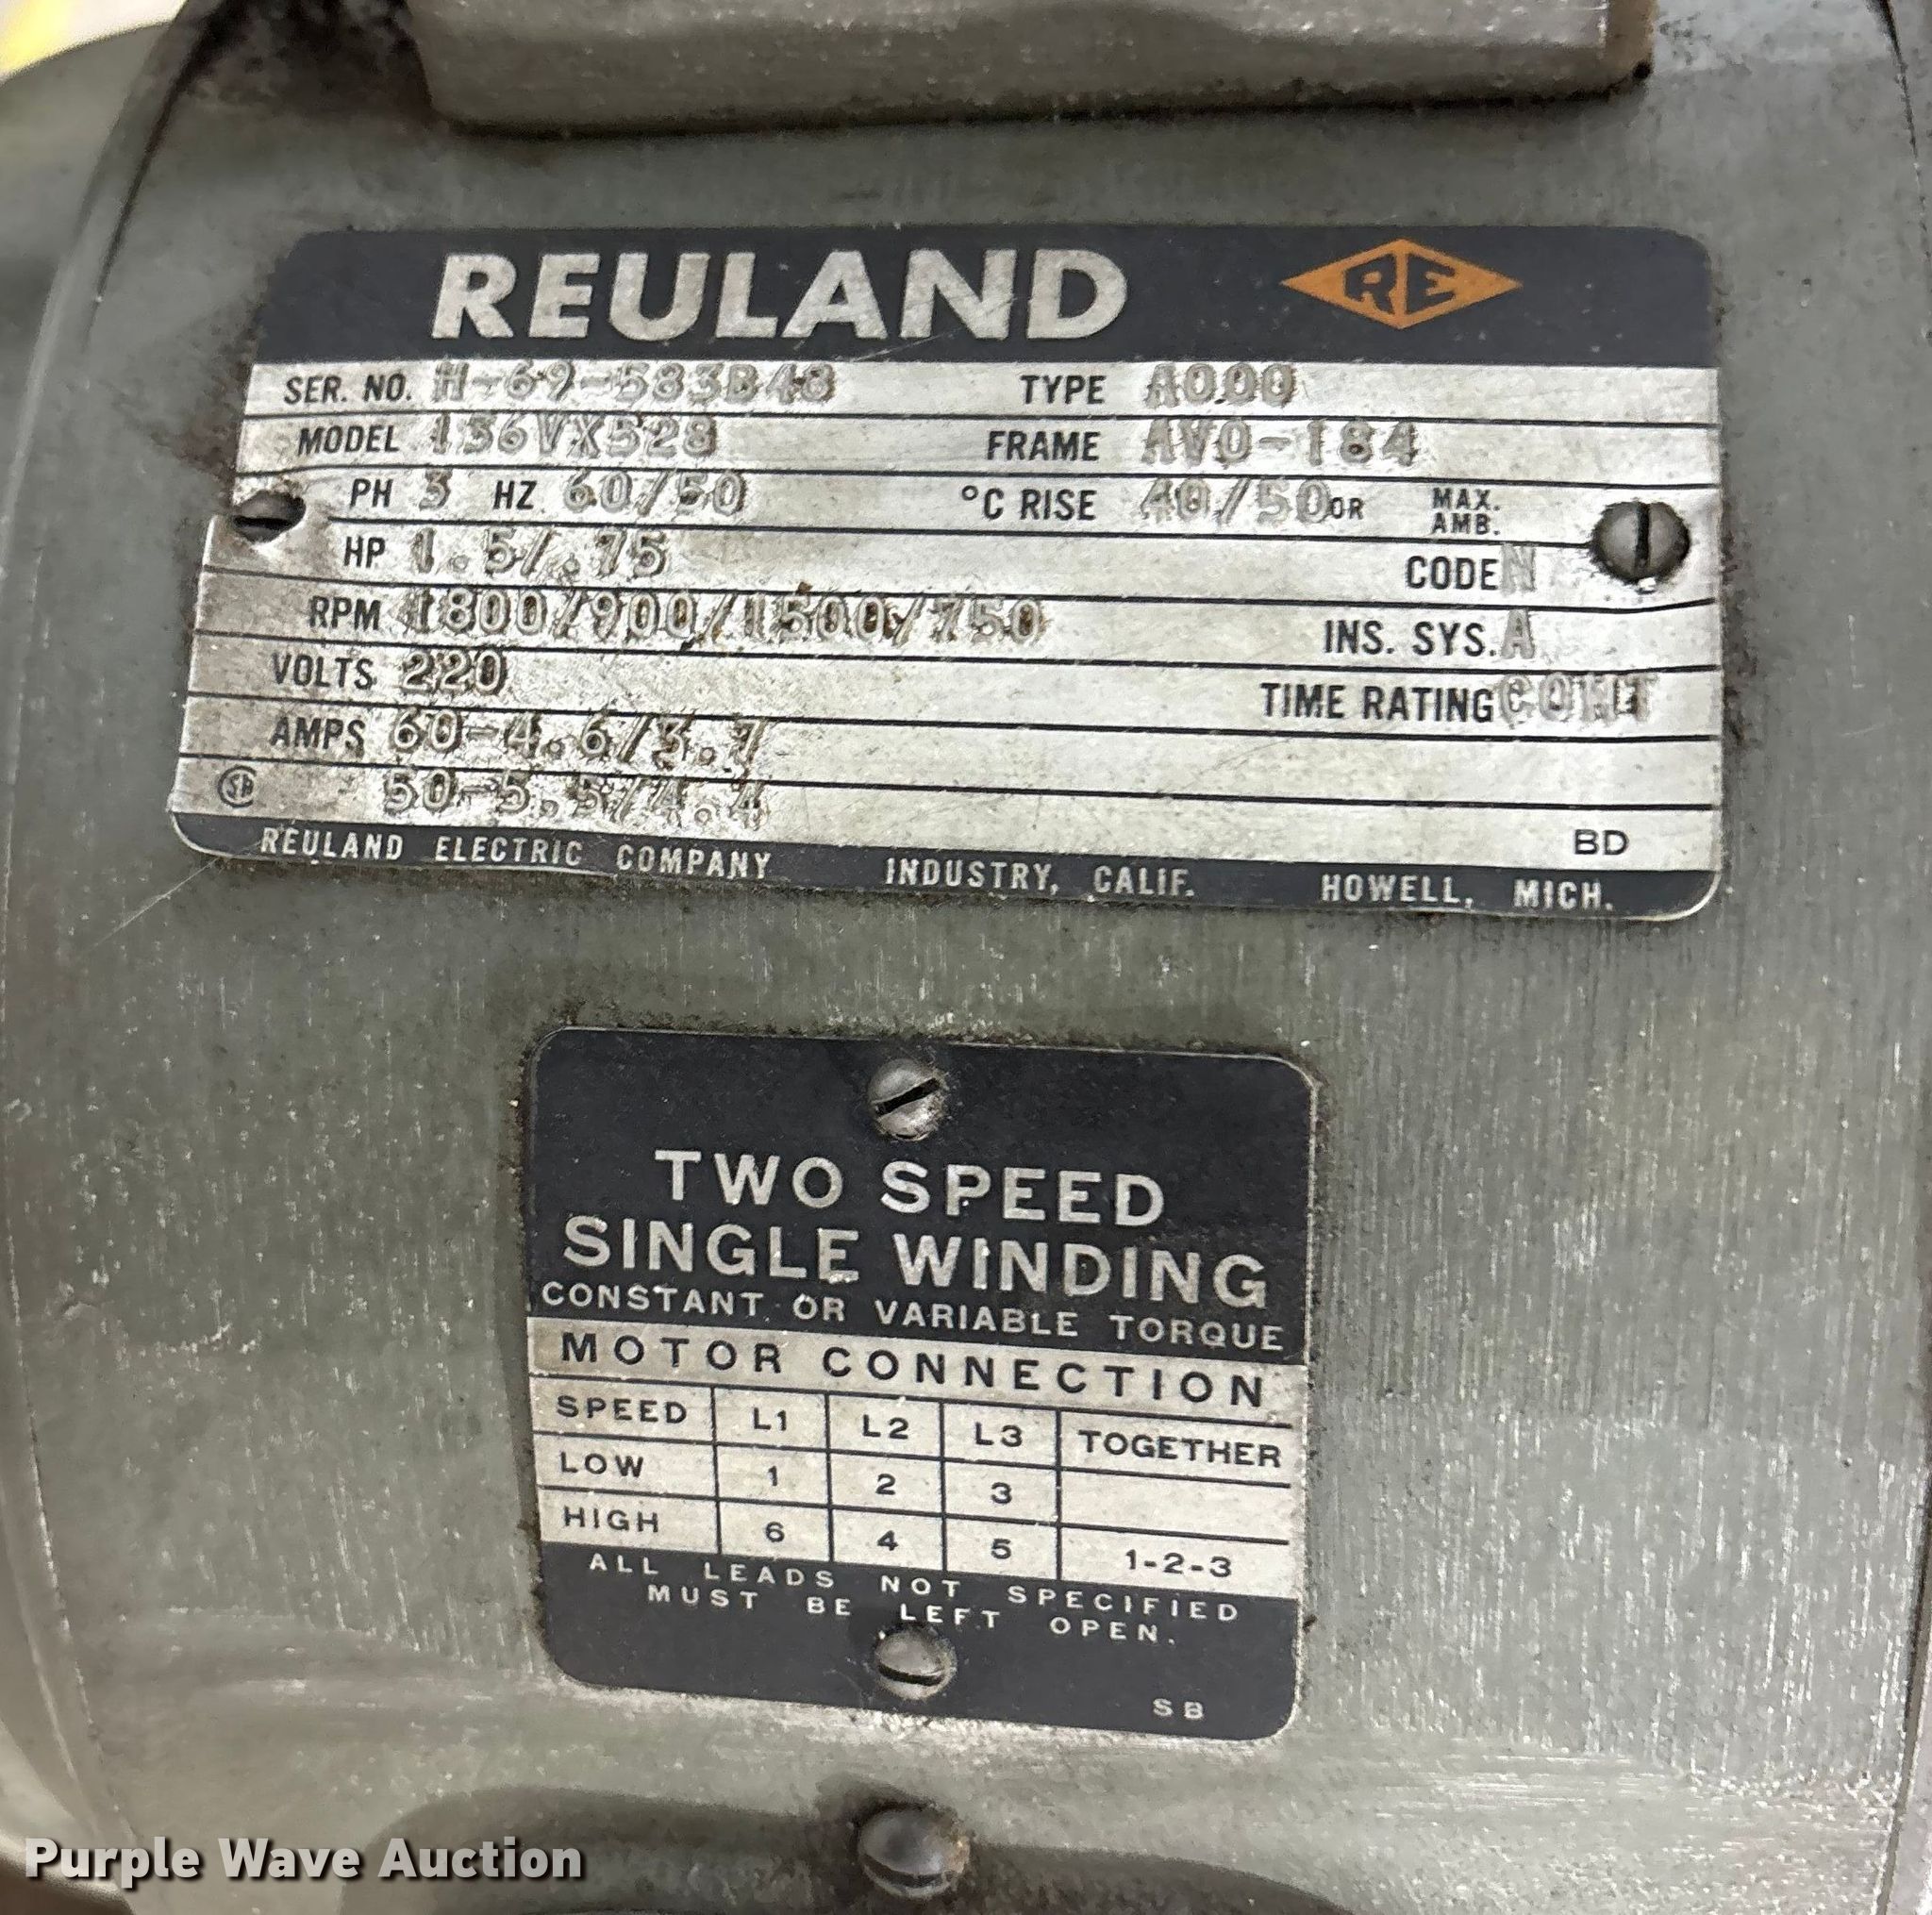 REULAND RE
SER. NO. H-69-583B48 TYPE A000
MODEL 136VX528 FRAME AVO-184
PH 3 HZ 60/50 °C RISE 40/50 OR MAX. AMB.
HP 1.5/.75 CODE N
RPM 1800/900/1500/750 INS. SYS. A
VOLTS 220 TIME RATING CONT
AMPS 60-4.6/3.7
50-5.5/4.4
BD
REULAND ELECTRIC COMPANY INDUSTRY, CALIF. HOWELL, MICH.
TWO SPEED
SINGLE WINDING
CONSTANT OR VARIABLE TORQUE
MOTOR CONNECTION
SPEED L1 L2 L3 TOGETHER
LOW 1 2 3
HIGH 6 4 5 1-2-3
ALL LEADS NOT SPECIFIED
MUST BE LEFT OPEN.
SB
Purple Wave Auction